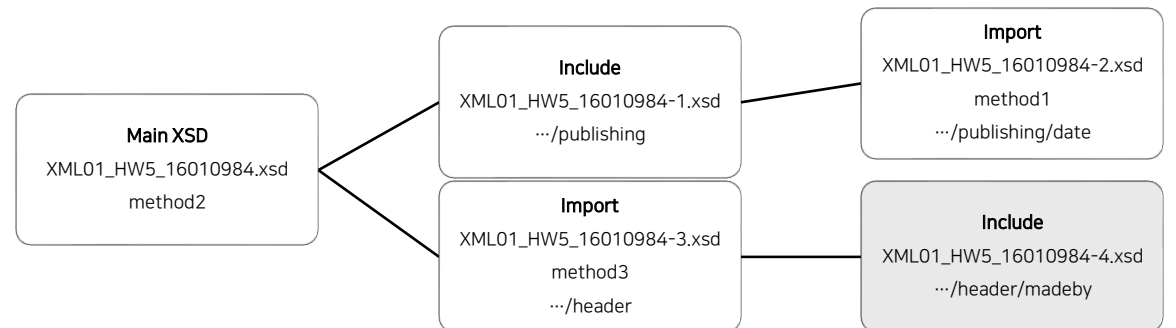 Main XSD
XML01_HW5_16010984.xsd
method2
Include
XML01_HW5_16010984-1.xsd
…/publishing
Import
XML01_HW5_16010984-2.xsd
method1
…/publishing/date
Import
XML01_HW5_16010984-3.xsd
method3
…/header
Include
XML01_HW5_16010984-4.xsd
…/header/madeby